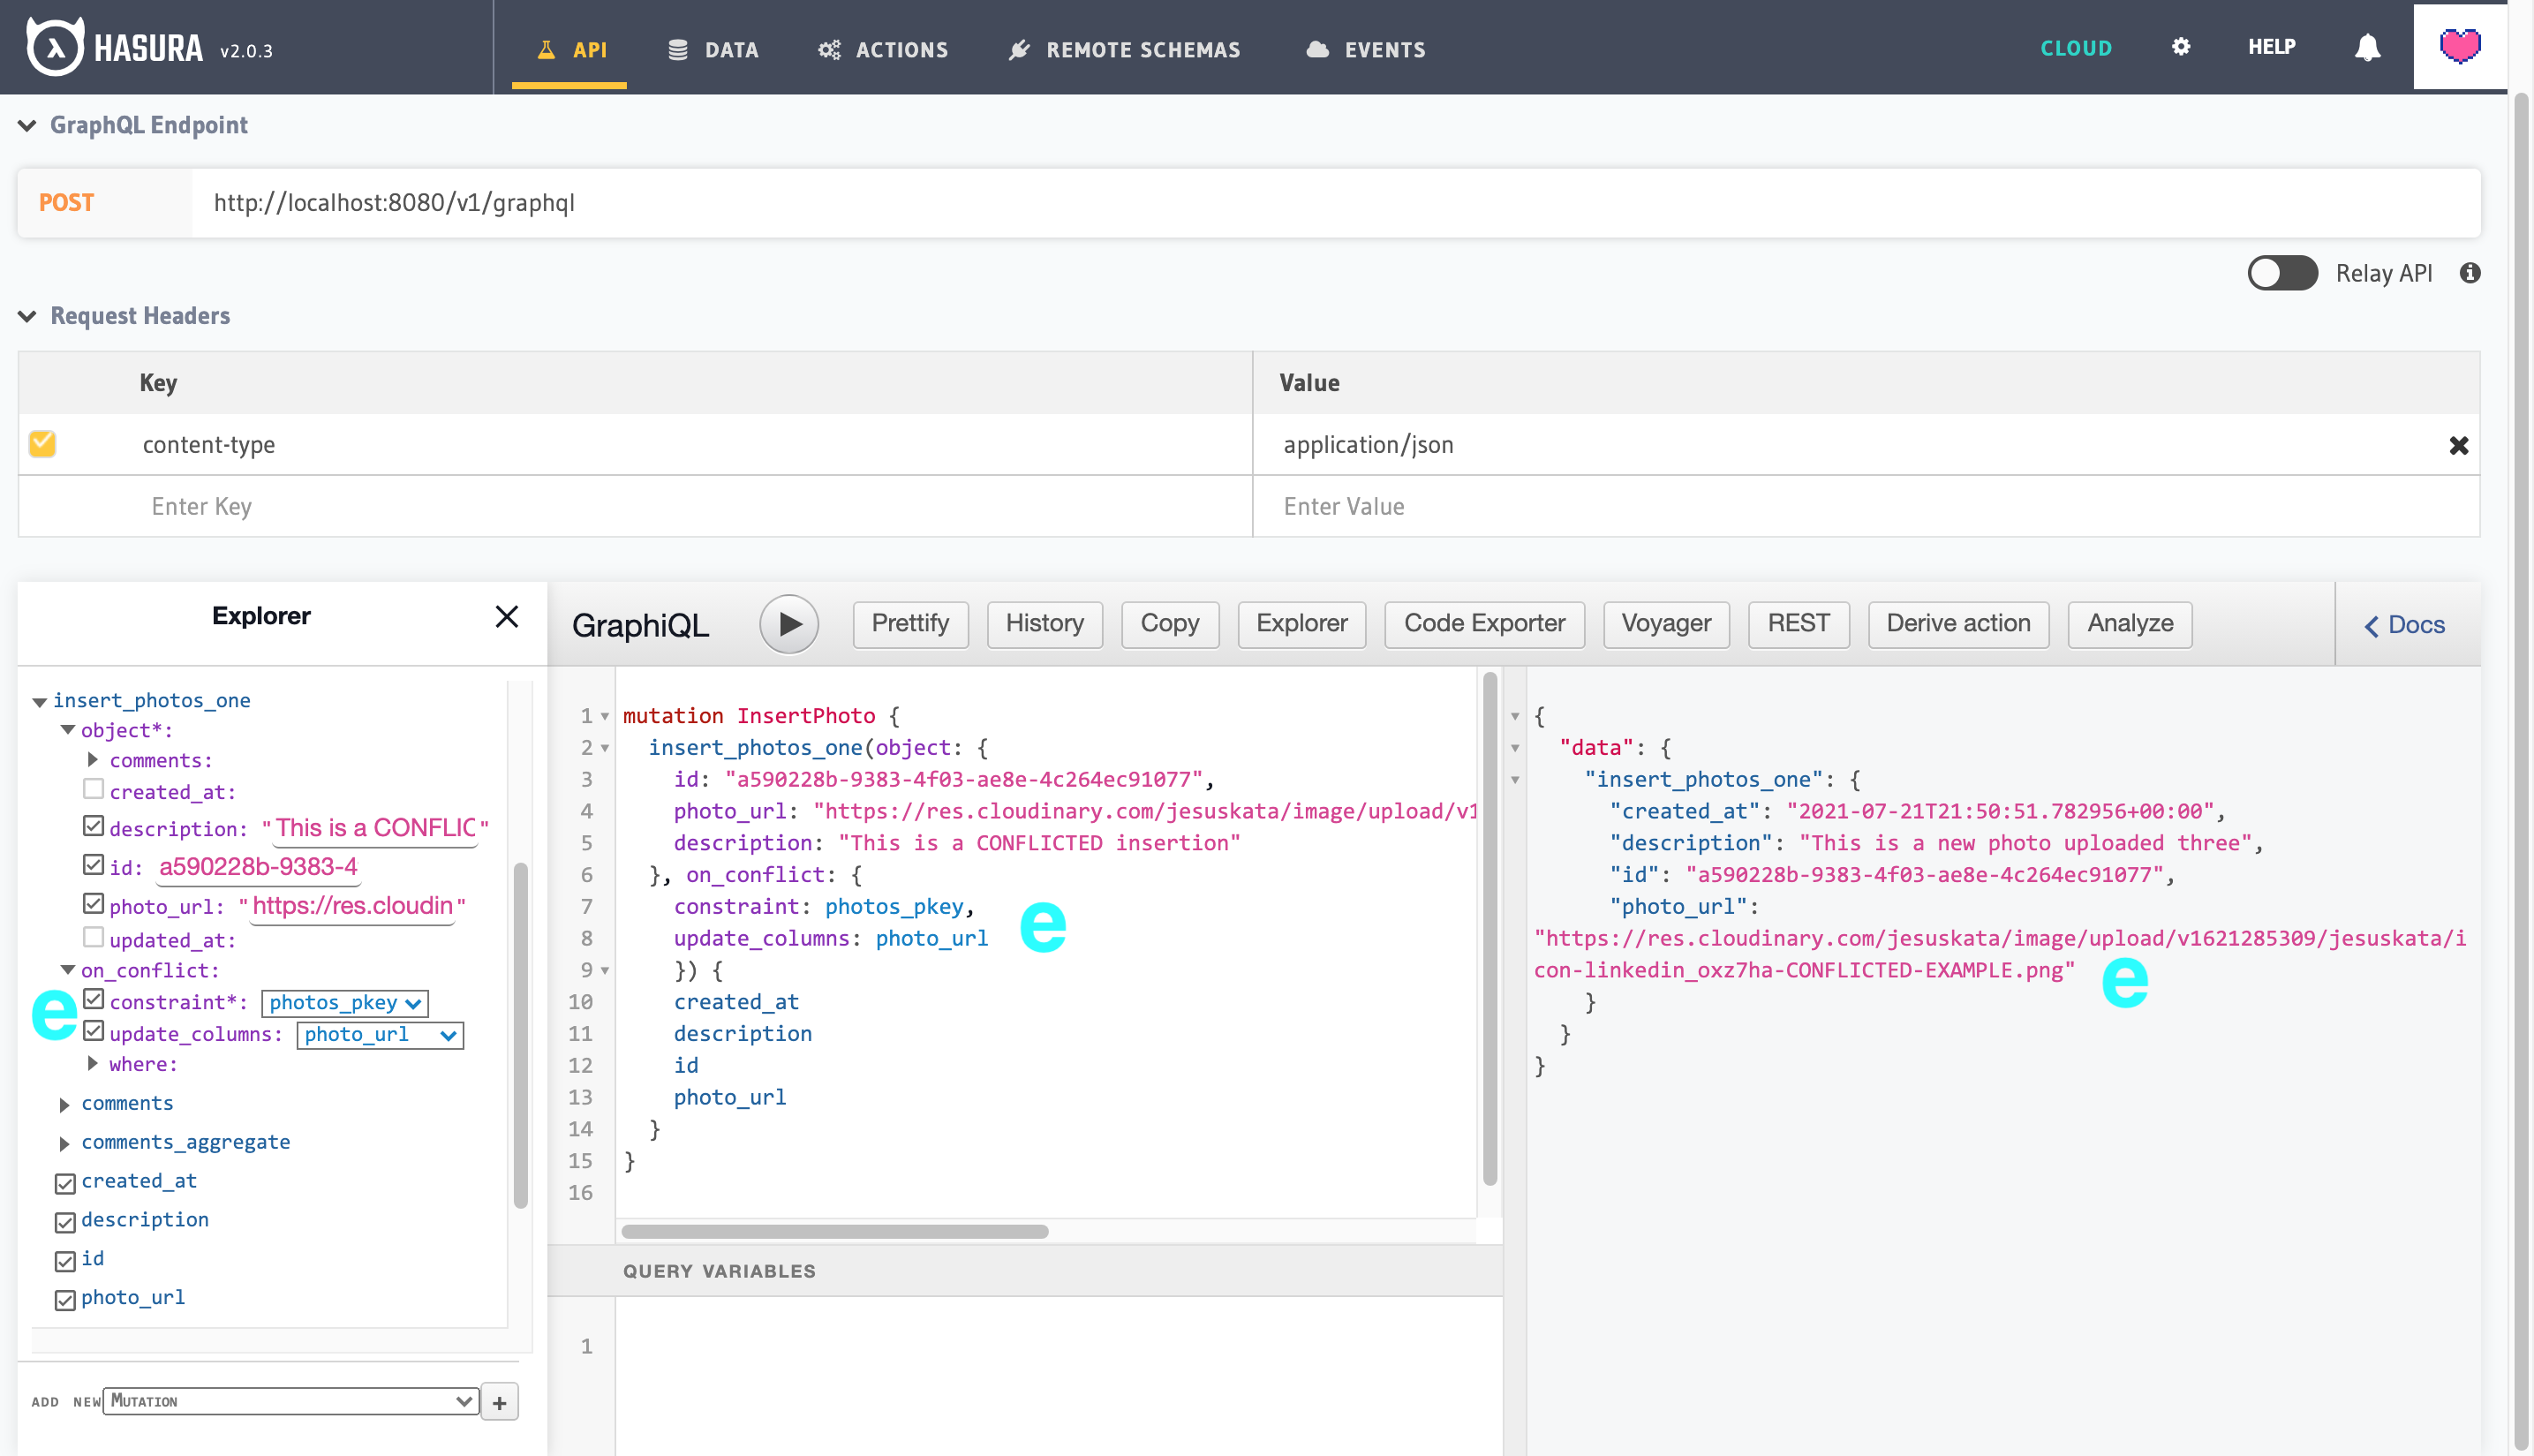 HASURA v2.0.3
API DATA ACTIONS REMOTE SCHEMAS EVENTS CLOUD HELP
GraphQL Endpoint
POST http://localhost:8080/v1/graphql
Relay API
Request Headers
Key Value
content-type application/json
Enter Key Enter Value
Explorer
insert_photos_one
object*:
comments:
created_at:
description: "This is a CONFLIC"
id: a590228b-9383-4
photo_url: "https://res.cloudin"
updated_at:
on_conflict:
e
constraint*: photos_pkey
update_columns: photo_url
where:
comments
comments_aggregate
created_at
description
id
photo_url
ADD NEW MUTATION +
GraphiQL Prettify History Copy Explorer Code Exporter Voyager REST Derive action Analyze Docs
1 mutation InsertPhoto {
2 insert_photos_one(object: {
3 id: "a590228b-9383-4f03-ae8e-4c264ec91077",
4 photo_url: "https://res.cloudinary.com/jesuskata/image/upload/v1
5 description: "This is a CONFLICTED insertion"
6 }, on_conflict: {
7 constraint: photos_pkey,
8 update_columns: photo_url
e
9 }) {
10 created_at
11 description
12 id
13 photo_url
14 }
15 }
16
QUERY VARIABLES
1
{
"data": {
"insert_photos_one": {
"created_at": "2021-07-21T21:50:51.782956+00:00",
"description": "This is a new photo uploaded three",
"id": "a590228b-9383-4f03-ae8e-4c264ec91077",
"photo_url":
"https://res.cloudinary.com/jesuskata/image/upload/v1621285309/jesuskata/i
con-linkedin_oxz7ha-CONFLICTED-EXAMPLE.png"
e
}
}
}